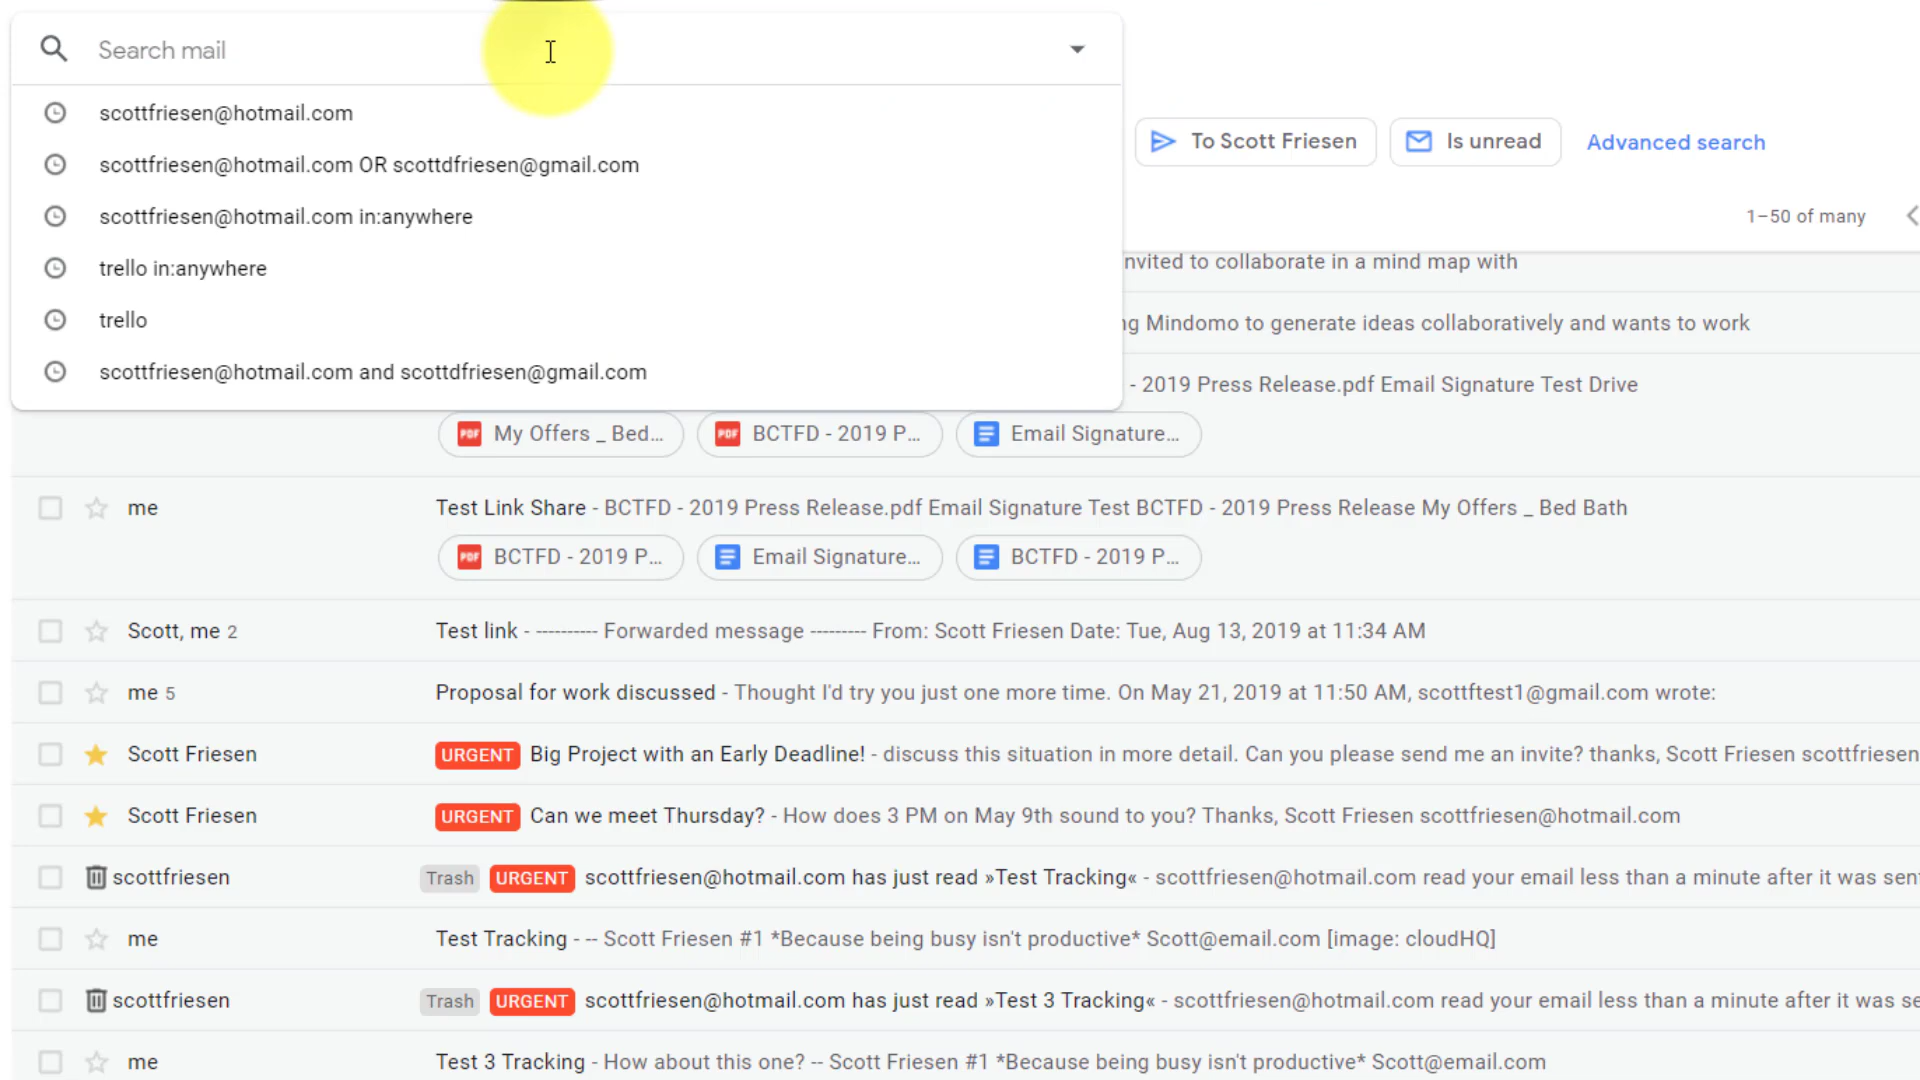 Search mail
scottfriesen@hotmail.com
scottfriesen@hotmail.com OR scottdfriesen@gmail.com
scottfriesen@hotmail.com in:anywhere
trello in:anywhere
trello
scottfriesen@hotmail.com and scottdfriesen@gmail.com
To Scott Friesen Is unread Advanced search
1–50 of many
nvited to collaborate in a mind map with
ng Mindomo to generate ideas collaboratively and wants to work
- 2019 Press Release.pdf Email Signature Test Drive
PDF My Offers _ Bed... PDF BCTFD - 2019 P... Email Signature...
me Test Link Share - BCTFD - 2019 Press Release.pdf Email Signature Test BCTFD - 2019 Press Release My Offers _ Bed Bath
PDF BCTFD - 2019 P... Email Signature... BCTFD - 2019 P...
Scott, me 2 Test link - ---------- Forwarded message --------- From: Scott Friesen Date: Tue, Aug 13, 2019 at 11:34 AM
me 5 Proposal for work discussed - Thought I'd try you just one more time. On May 21, 2019 at 11:50 AM, scottftest1@gmail.com wrote:
Scott Friesen URGENT Big Project with an Early Deadline! - discuss this situation in more detail. Can you please send me an invite? thanks, Scott Friesen scottfriesen
Scott Friesen URGENT Can we meet Thursday? - How does 3 PM on May 9th sound to you? Thanks, Scott Friesen scottfriesen@hotmail.com
scottfriesen Trash URGENT scottfriesen@hotmail.com has just read »Test Tracking« - scottfriesen@hotmail.com read your email less than a minute after it was sen
me Test Tracking - -- Scott Friesen #1 *Because being busy isn't productive* Scott@email.com [image: cloudHQ]
scottfriesen Trash URGENT scottfriesen@hotmail.com has just read »Test 3 Tracking« - scottfriesen@hotmail.com read your email less than a minute after it was se
me Test 3 Tracking - How about this one? -- Scott Friesen #1 *Because being busy isn't productive* Scott@email.com